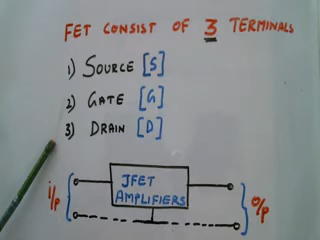 FET CONSIST OF 3 TERMINALS
1) SOURCE [S]
2) GATE [G]
3) DRAIN [D]
i/p
JFET
AMPLIFIERS
o/p